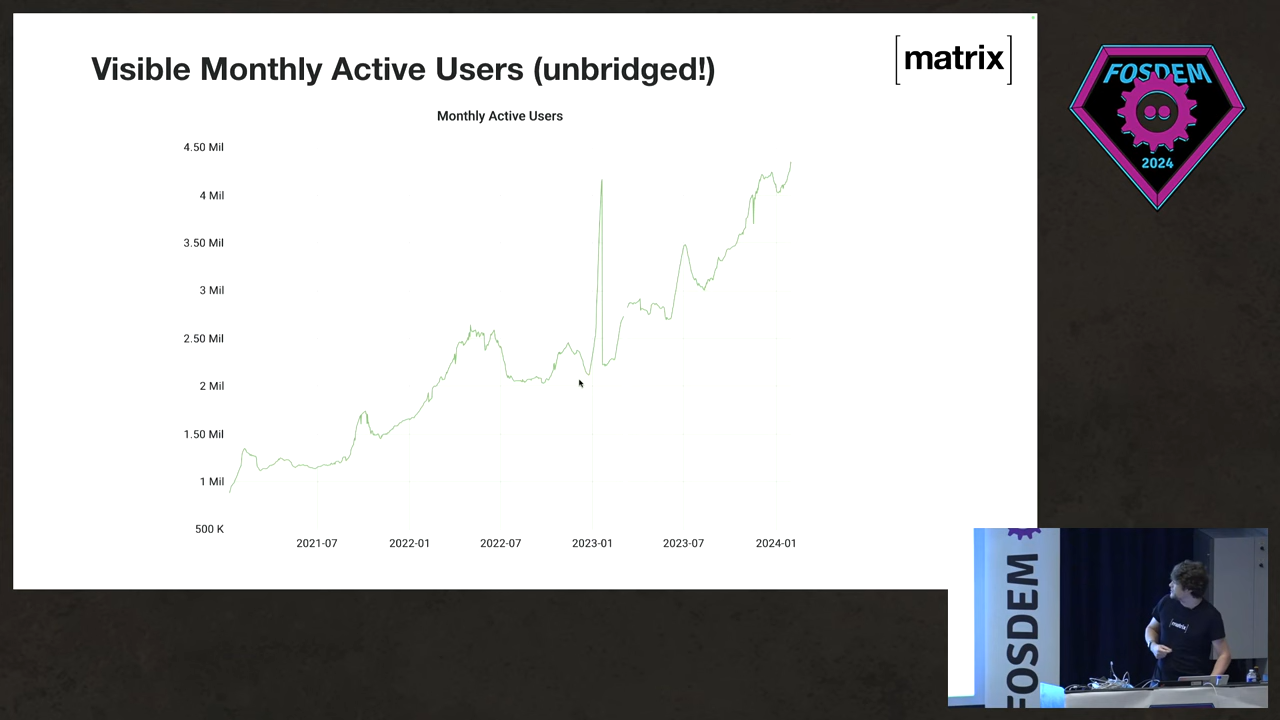 Visible Monthly Active Users (unbridged!)
[matrix]
Monthly Active Users
4.50 Mil
4 Mil
3.50 Mil
3 Mil
2.50 Mil
2 Mil
1.50 Mil
1 Mil
500 K
2021-07
2022-01
2022-07
2023-01
2023-07
2024-01
FOSDEM
2024
FOSDEM
[matrix]